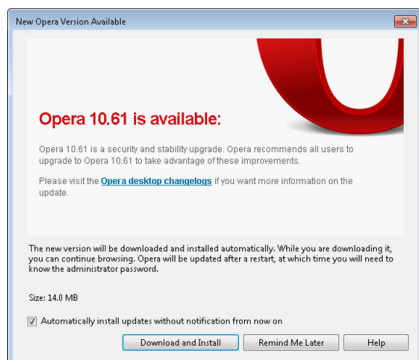 New Opera Version Available
Opera 10.61 is available:
Opera 10.61 is a security and stability upgrade. Opera recommends all users to
upgrade to Opera 10.61 to take advantage of these improvements.
Please visit the Opera desktop changelogs if you want more information on the
update.
The new version will be downloaded and installed automatically. While you are downloading it,
you can continue browsing. Opera will be updated after a restart, at which time you will need to
know the administrator password.
Size: 14.0 MB
Automatically install updates without notification from now on
Download and Install Remind Me Later Help